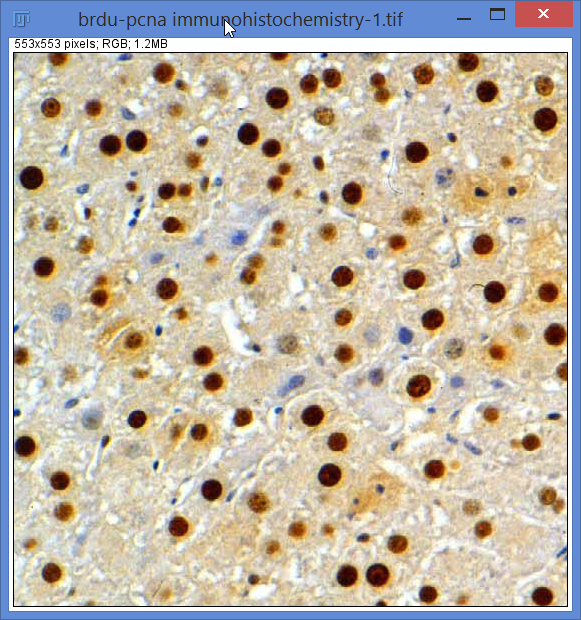 brdu-pcna immunohistochemistry-1.tif
553x553 pixels; RGB; 1.2MB